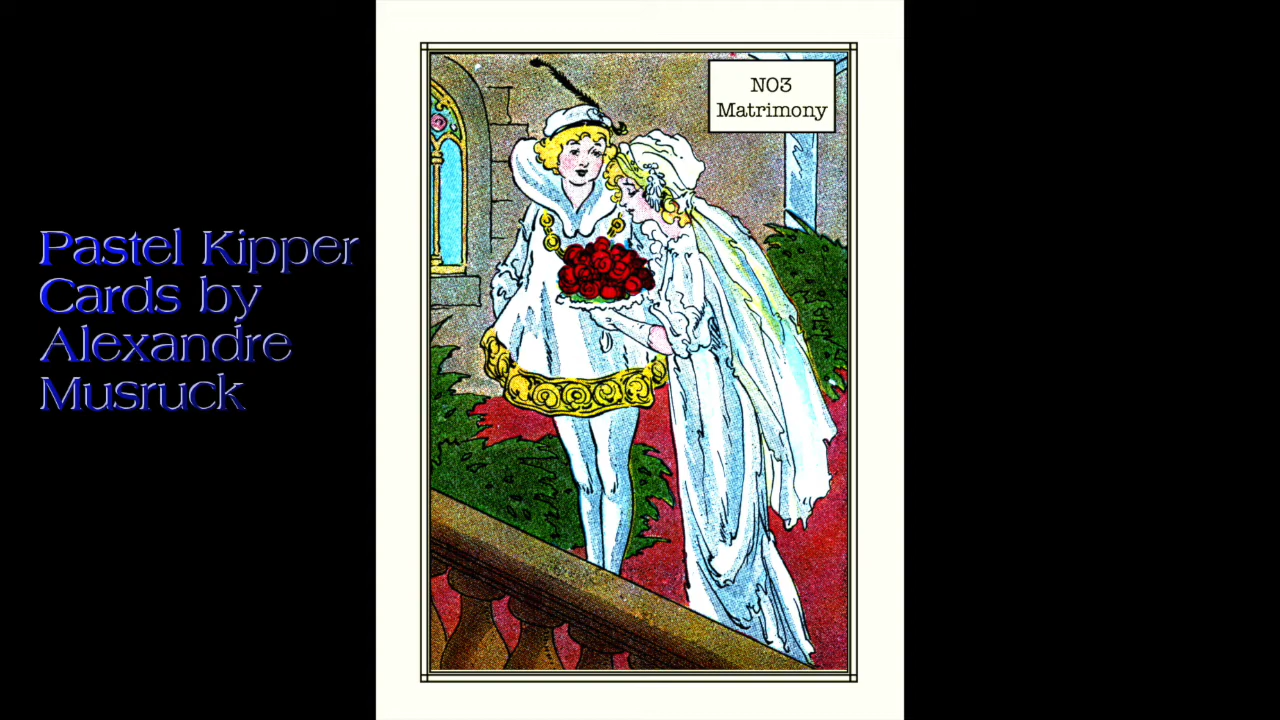 Pastel Kipper
Cards by
Alexandre
Musruck
NO3
Matrimony